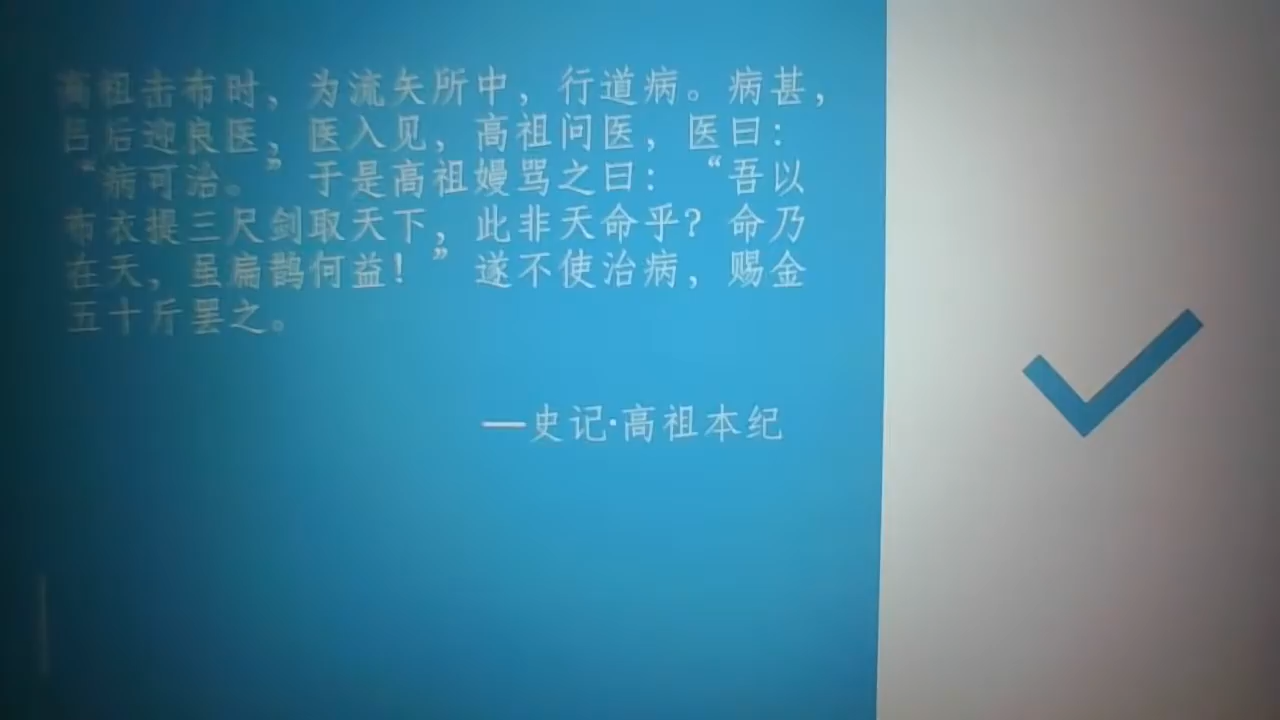 高祖击布时，为流矢所中，行道病。病甚，
吕后迎良医，医入见，高祖问医，医曰：
“病可治。”于是高祖嫚骂之曰：“吾以
布衣提三尺剑取天下，此非天命乎？命乃
在天，虽扁鹊何益！”遂不使治病，赐金
五十斤罢之。
—史记·高祖本纪